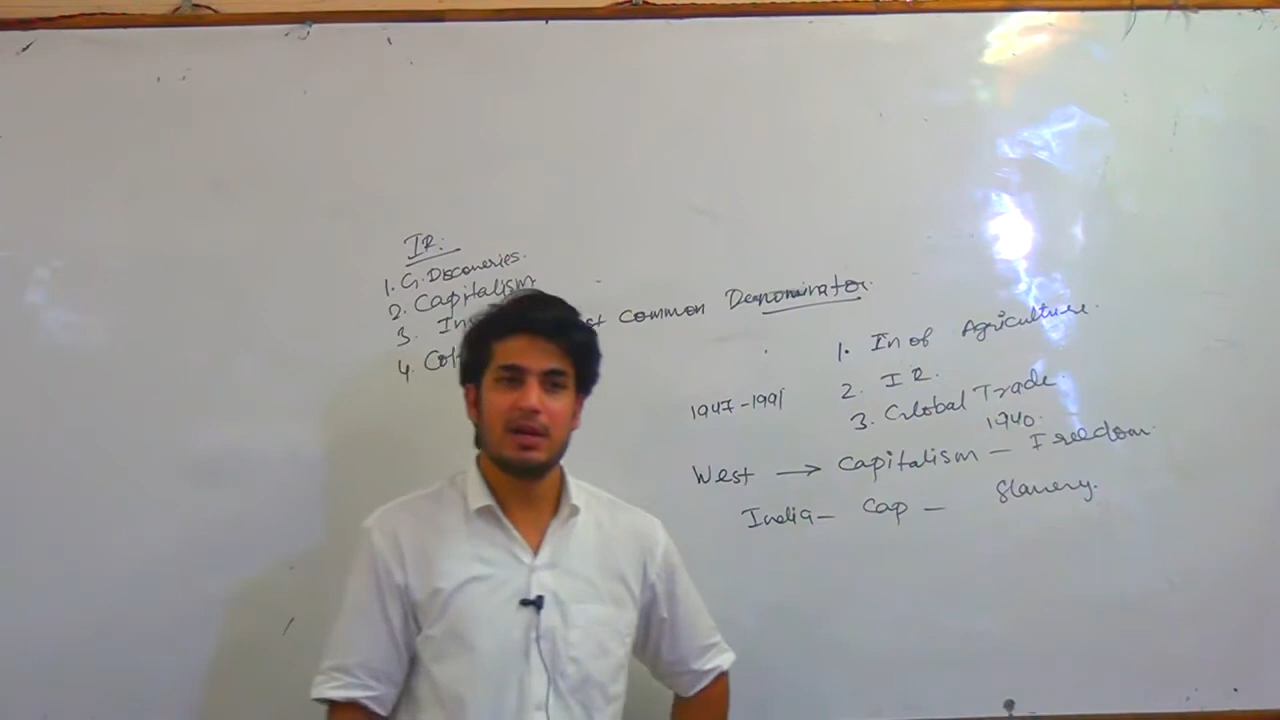 IR.
1. G. Discoveries.
2. Capitalism
3. In st common Denominator.
4. Col
1. In of Agriculture.
2. I R.
1947-1991
3. Global Trade
1940.
West → Capitalism – Freedom.
India – Cap – Slavery.